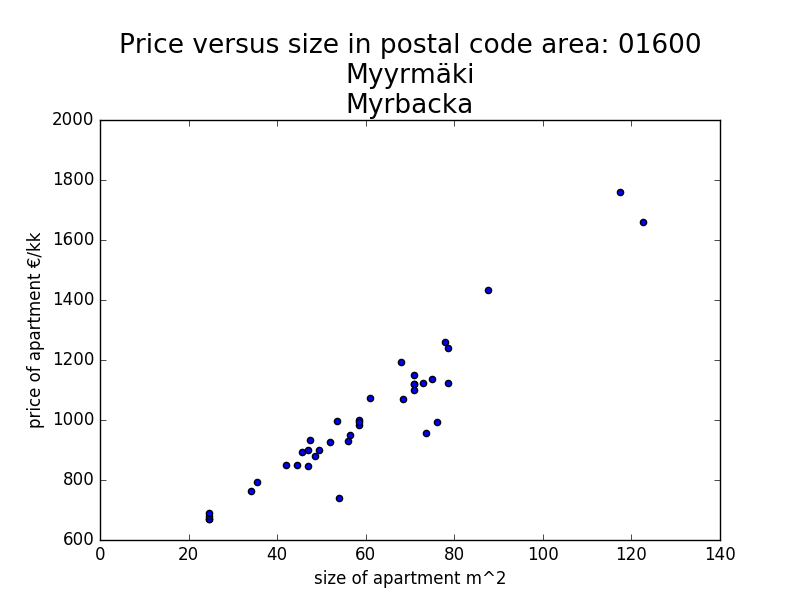 Price versus size in postal code area: 01600
Myyrmäki
Myrbacka
2000
1800
1600
1400
1200
1000
800
600
price of apartment €/kk
0 20 40 60 80 100 120 140
size of apartment m^2